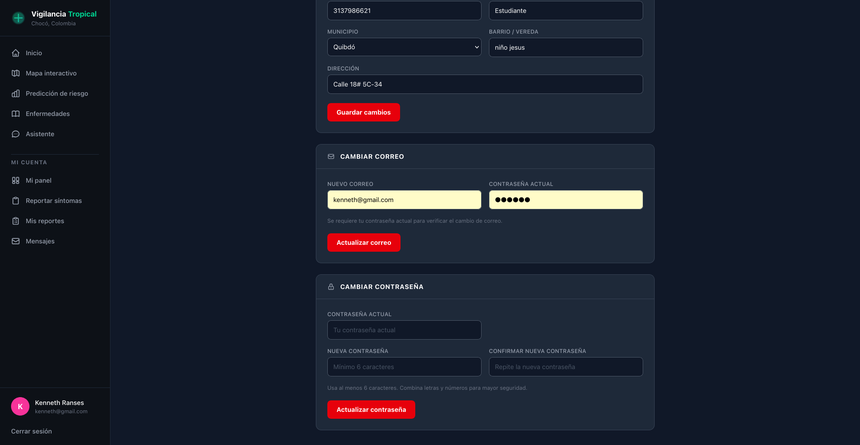 Vigilancia Tropical
Chocó, Colombia
Inicio
Mapa interactivo
Predicción de riesgo
Enfermedades
Asistente
MI CUENTA
Mi panel
Reportar síntomas
Mis reportes
Mensajes
Kenneth Ranses
kenneth@gmail.com
Cerrar sesión
3137986621
Estudiante
MUNICIPIO
BARRIO / VEREDA
Quibdó
niño jesus
DIRECCIÓN
Calle 18# 5C-34
Guardar cambios
CAMBIAR CORREO
NUEVO CORREO
CONTRASEÑA ACTUAL
kenneth@gmail.com
●●●●●●
Se requiere tu contraseña actual para verificar el cambio de correo.
Actualizar correo
CAMBIAR CONTRASEÑA
CONTRASEÑA ACTUAL
Tu contraseña actual
NUEVA CONTRASEÑA
CONFIRMAR NUEVA CONTRASEÑA
Mínimo 6 caracteres
Repite la nueva contraseña
Usa al menos 6 caracteres. Combina letras y números para mayor seguridad.
Actualizar contraseña